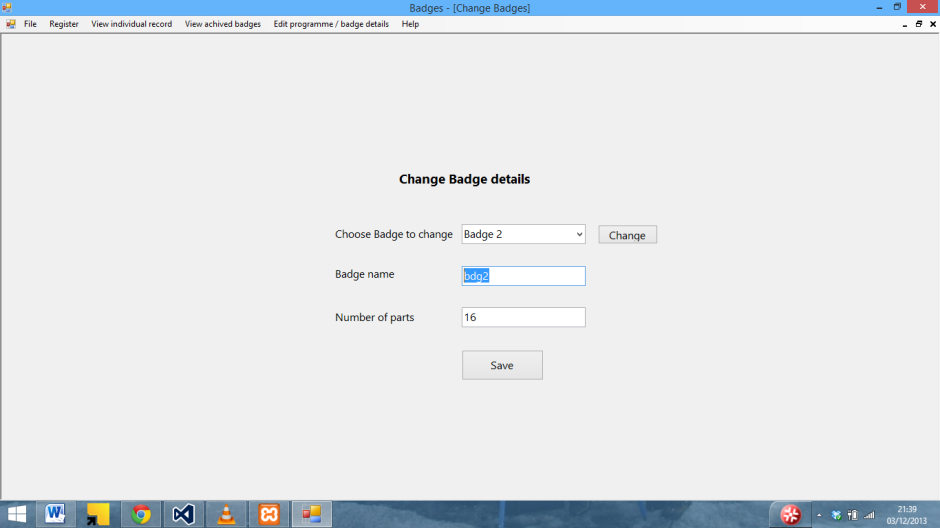 Badges - [Change Badges]
File Register View individual record View achived badges Edit programme / badge details Help
Change Badge details
Choose Badge to change Badge 2 Change
Badge name bdg2
Number of parts 16
Save
21:39
03/12/2013